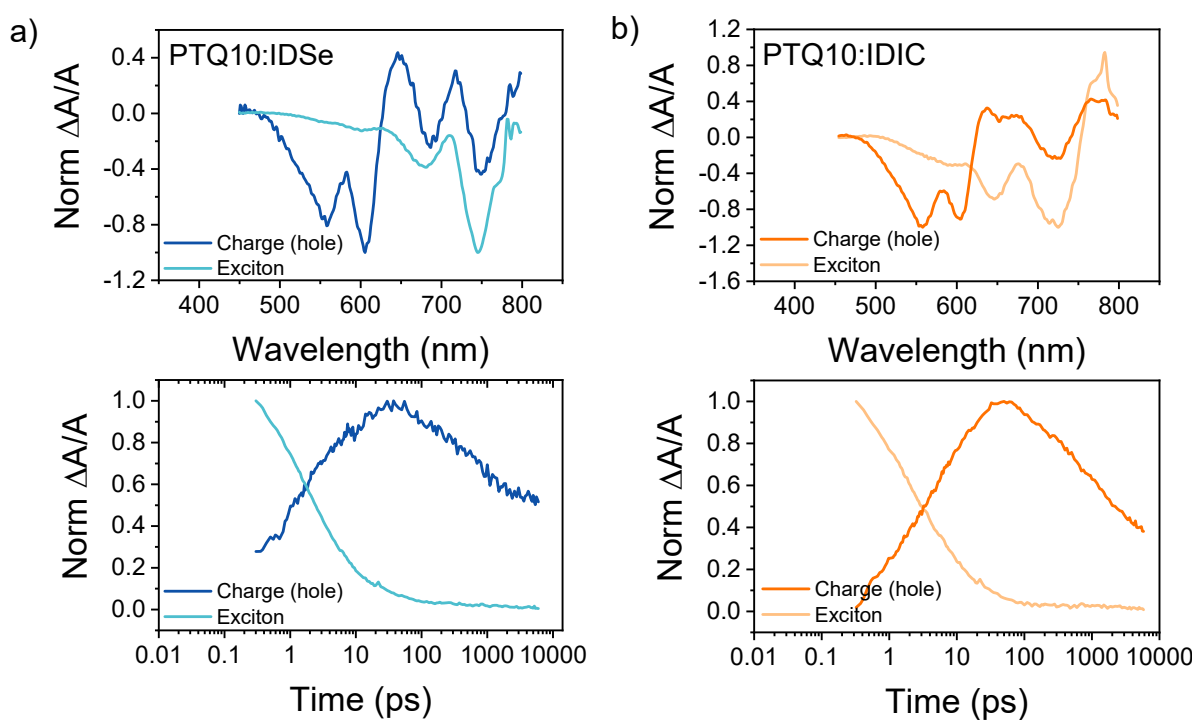 a)
PTQ10:IDSe
Norm ΔA/A
0.4
0.0
-0.4
-0.8
-1.2
Charge (hole)
Exciton
400 500 600 700 800
Wavelength (nm)
Norm ΔA/A
1.0
0.8
0.6
0.4
0.2
0.0
Charge (hole)
Exciton
0.01 0.1 1 10 100 1000 10000
Time (ps)
b)
PTQ10:IDIC
Norm ΔA/A
1.2
0.8
0.4
0.0
-0.4
-0.8
-1.2
-1.6
Charge (hole)
Exciton
400 500 600 700 800
Wavelength (nm)
Norm ΔA/A
1.0
0.8
0.6
0.4
0.2
0.0
Charge (hole)
Exciton
0.01 0.1 1 10 100 1000 10000
Time (ps)